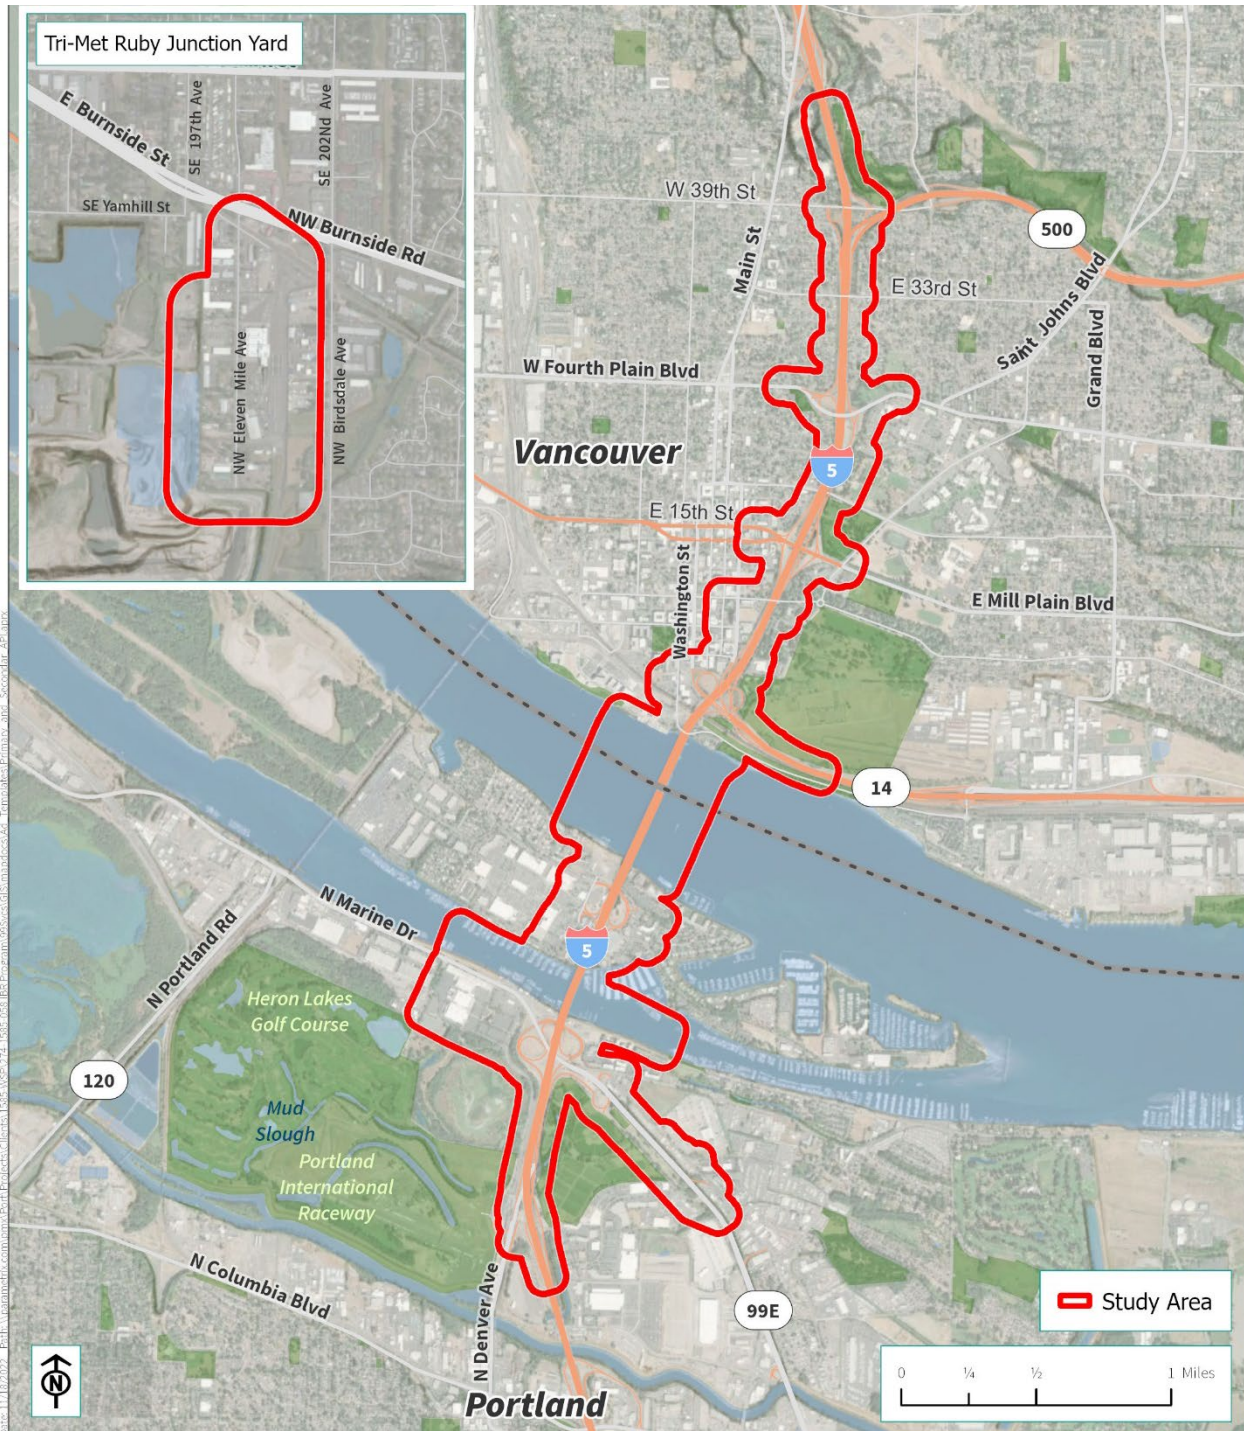 Tri-Met Ruby Junction Yard
E Burnside St
SE 197th Ave
SE 202Nd Ave
SE Yamhill St
NW Burnside Rd
NW Eleven Mile Ave
NW Birdsdale Ave
W 39th St
500
Main St
E 33rd St
Saint Johns Blvd
Grand Blvd
W Fourth Plain Blvd
Vancouver
5
E 15th St
Washington St
E Mill Plain Blvd
14
N Marine Dr
5
N Portland Rd
Heron Lakes
Golf Course
120
Mud
Slough
Portland
International
Raceway
N Columbia Blvd
N Denver Ave
99E
Portland
Study Area
N
0 ¼ ½ 1 Miles